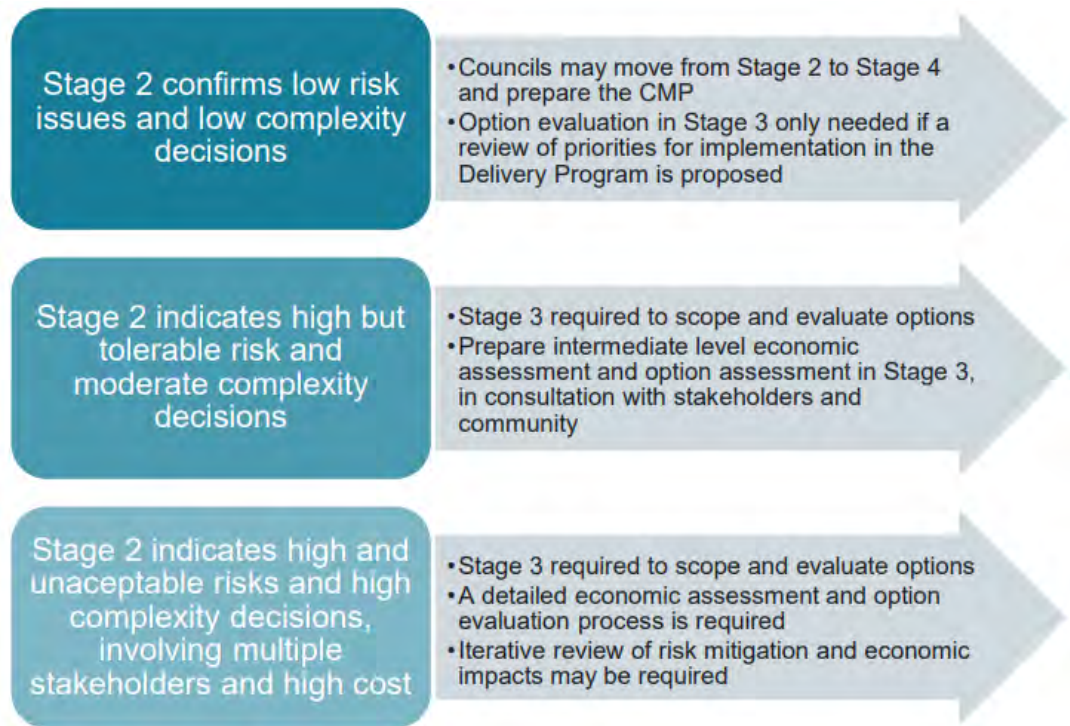 Stage 2 confirms low risk
issues and low complexity
decisions
•Councils may move from Stage 2 to Stage 4
and prepare the CMP
•Option evaluation in Stage 3 only needed if a
review of priorities for implementation in the
Delivery Program is proposed
Stage 2 indicates high but
tolerable risk and
moderate complexity
decisions
•Stage 3 required to scope and evaluate options
•Prepare intermediate level economic
assessment and option assessment in Stage 3,
in consultation with stakeholders and
community
Stage 2 indicates high and
unacceptable risks and high
complexity decisions,
involving multiple
stakeholders and high cost
•Stage 3 required to scope and evaluate options
•A detailed economic assessment and option
evaluation process is required
•Iterative review of risk mitigation and economic
impacts may be required